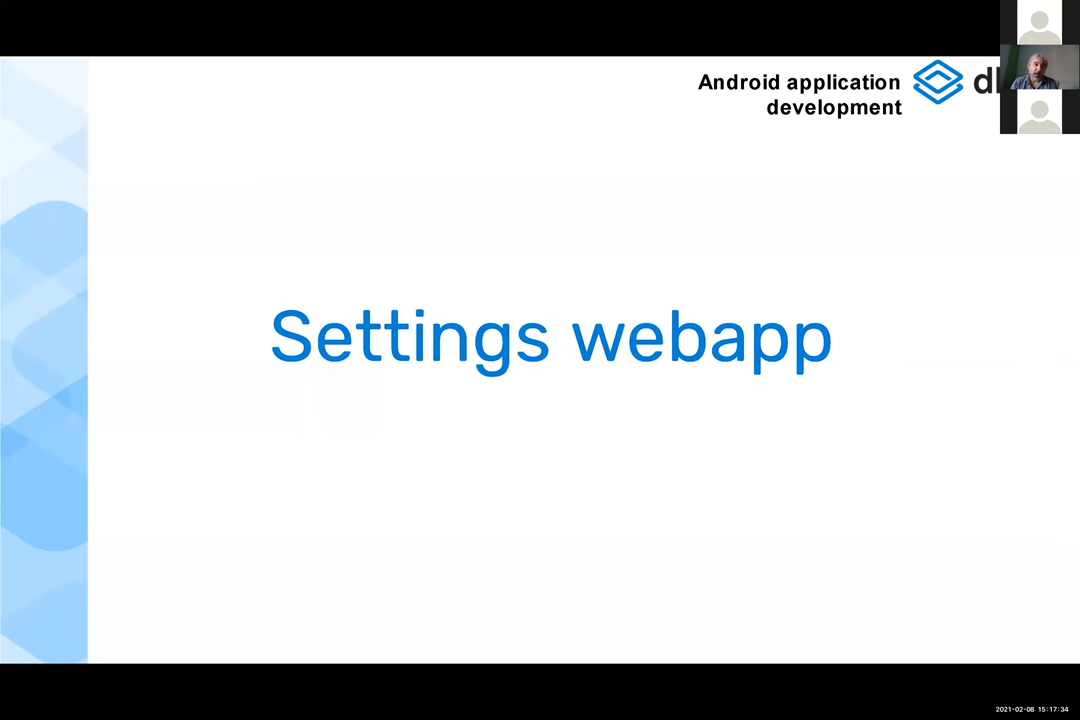 Android application
development
Settings webapp
2021-02-08 15:17:34